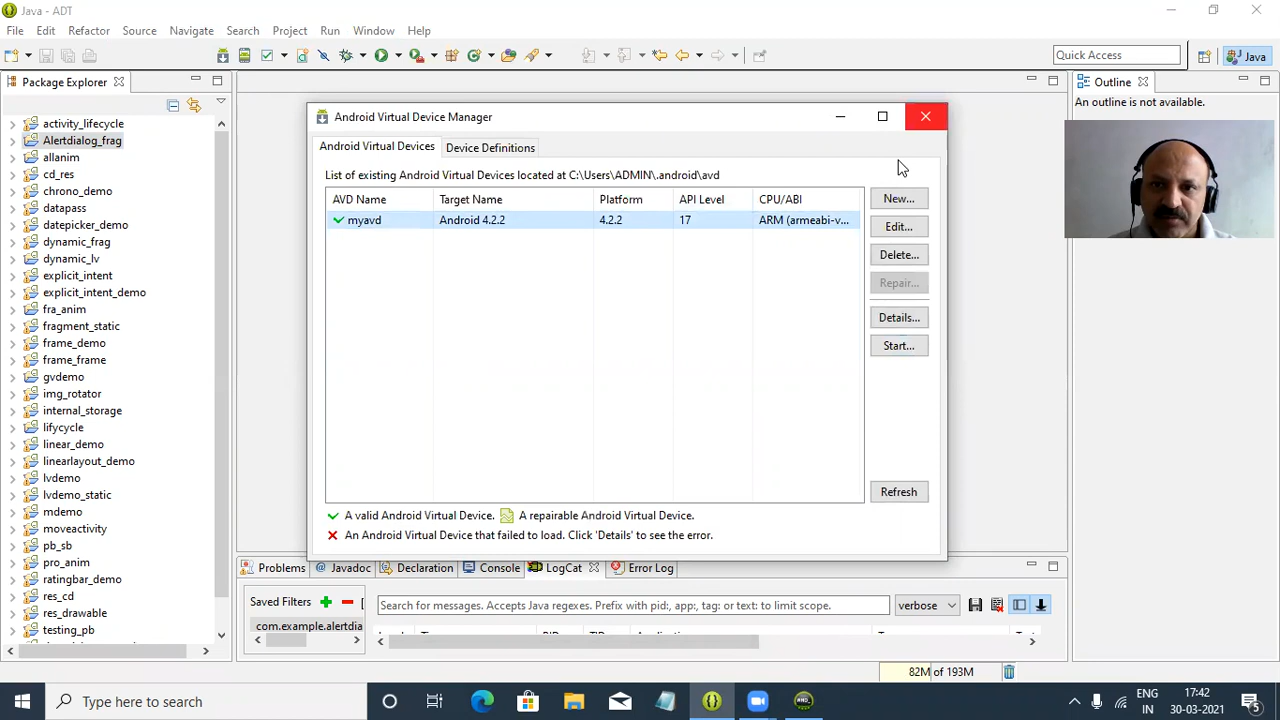 Java - ADT
File Edit Refactor Source Navigate Search Project Run Window Help
Quick Access
Java
Package Explorer
activity_lifecycle
Alertdialog_frag
allanim
cd_res
chrono_demo
datapass
datepicker_demo
dynamic_frag
dynamic_lv
explicit_intent
explicit_intent_demo
fra_anim
fragment_static
frame_demo
frame_frame
gvdemo
img_rotator
internal_storage
lifycycle
linear_demo
linearlayout_demo
lvdemo
lvdemo_static
mdemo
moveactivity
pb_sb
pro_anim
ratingbar_demo
res_cd
res_drawable
testing_pb
Android Virtual Device Manager
Android Virtual Devices Device Definitions
List of existing Android Virtual Devices located at C:\Users\ADMIN\.android\avd
AVD Name Target Name Platform API Level CPU/ABI
myavd Android 4.2.2 4.2.2 17 ARM (armeabi-v...
New...
Edit...
Delete...
Repair...
Details...
Start...
Refresh
A valid Android Virtual Device. A repairable Android Virtual Device.
An Android Virtual Device that failed to load. Click 'Details' to see the error.
Outline
An outline is not available.
Problems Javadoc Declaration Console LogCat Error Log
Saved Filters
com.example.alertdia
Search for messages. Accepts Java regexes. Prefix with pid:, app:, tag: or text: to limit scope.
verbose
82M of 193M
Type here to search
ENG
IN
17:42
30-03-2021
5